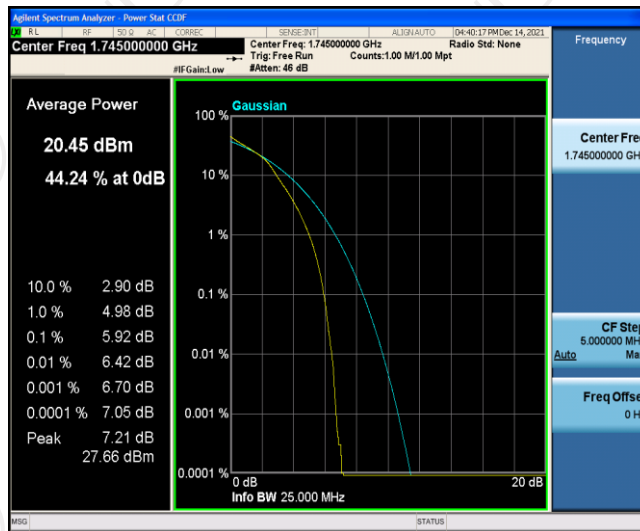 Agilent Spectrum Analyzer - Power Stat CCDF
RL RF 50 Ω AC CORREC SENSE:INT ALIGNAUTO 04:40:17 PM Dec 14, 2021
Center Freq 1.745000000 GHz
Center Freq: 1.745000000 GHz Radio Std: None
Trig: Free Run Counts:1.00 M/1.00 Mpt
#IFGain:Low #Atten: 46 dB
Frequency
Average Power
20.45 dBm
44.24 % at 0dB
10.0 % 2.90 dB
1.0 % 4.98 dB
0.1 % 5.92 dB
0.01 % 6.42 dB
0.001 % 6.70 dB
0.0001 % 7.05 dB
Peak 7.21 dB
27.66 dBm
Gaussian
100 %
10 %
1 %
0.1 %
0.01 %
0.001 %
0.0001 %
0 dB 20 dB
Info BW 25.000 MHz
Center Fre
1.745000000 GH
CF Step
5.000000 MH
Auto Ma
Freq Offse
0 H
MSG STATUS